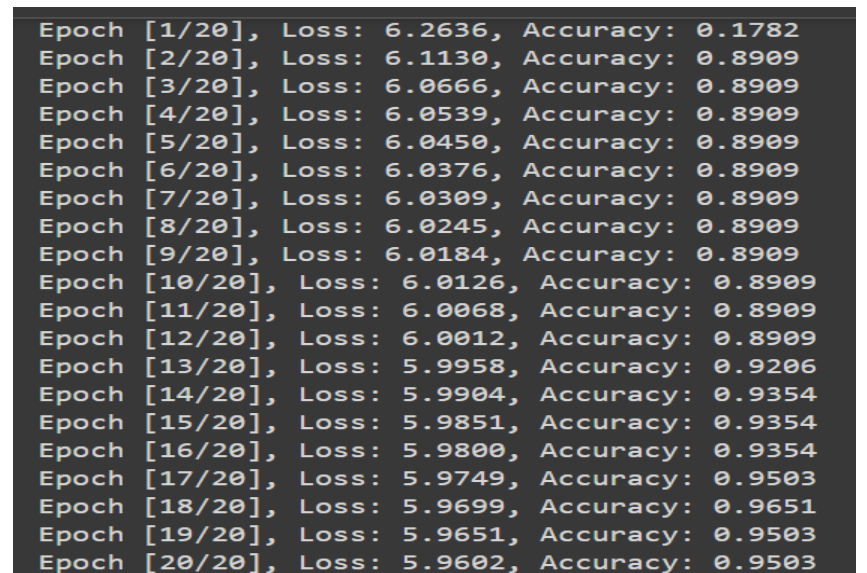 Epoch [1/20], Loss: 6.2636, Accuracy: 0.1782
Epoch [2/20], Loss: 6.1130, Accuracy: 0.8909
Epoch [3/20], Loss: 6.0666, Accuracy: 0.8909
Epoch [4/20], Loss: 6.0539, Accuracy: 0.8909
Epoch [5/20], Loss: 6.0450, Accuracy: 0.8909
Epoch [6/20], Loss: 6.0376, Accuracy: 0.8909
Epoch [7/20], Loss: 6.0309, Accuracy: 0.8909
Epoch [8/20], Loss: 6.0245, Accuracy: 0.8909
Epoch [9/20], Loss: 6.0184, Accuracy: 0.8909
Epoch [10/20], Loss: 6.0126, Accuracy: 0.8909
Epoch [11/20], Loss: 6.0068, Accuracy: 0.8909
Epoch [12/20], Loss: 6.0012, Accuracy: 0.8909
Epoch [13/20], Loss: 5.9958, Accuracy: 0.9206
Epoch [14/20], Loss: 5.9904, Accuracy: 0.9354
Epoch [15/20], Loss: 5.9851, Accuracy: 0.9354
Epoch [16/20], Loss: 5.9800, Accuracy: 0.9354
Epoch [17/20], Loss: 5.9749, Accuracy: 0.9503
Epoch [18/20], Loss: 5.9699, Accuracy: 0.9651
Epoch [19/20], Loss: 5.9651, Accuracy: 0.9503
Epoch [20/20], Loss: 5.9602, Accuracy: 0.9503